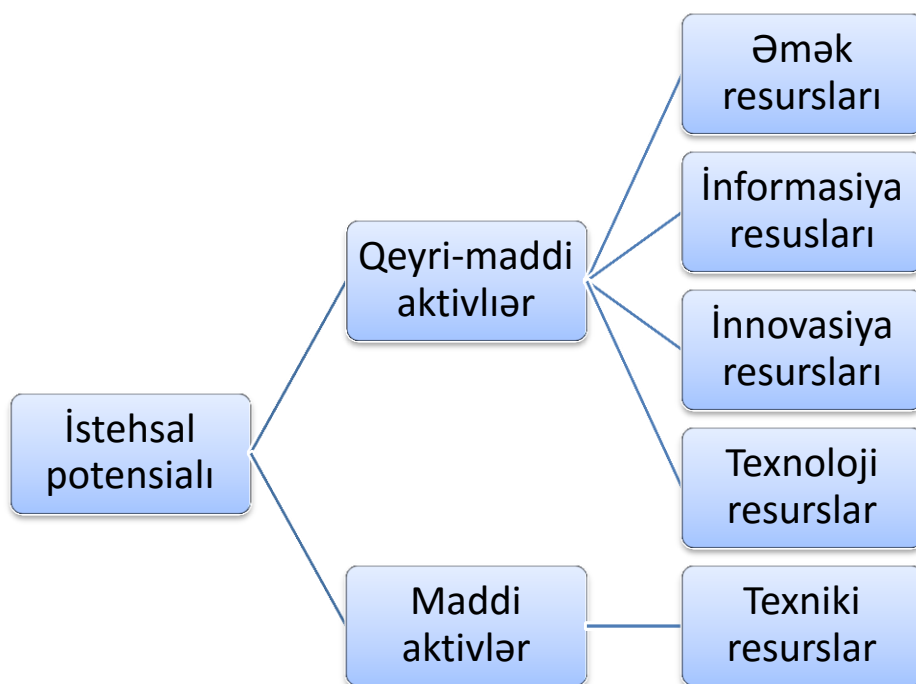 Əmək
resursları
İnformasiya
resusları
Qeyri-maddi
aktivlıər
İnnovasiya
resursları
İstehsal
potensialı
Texnoloji
resurslar
Maddi
aktivlər
Texniki
resurslar